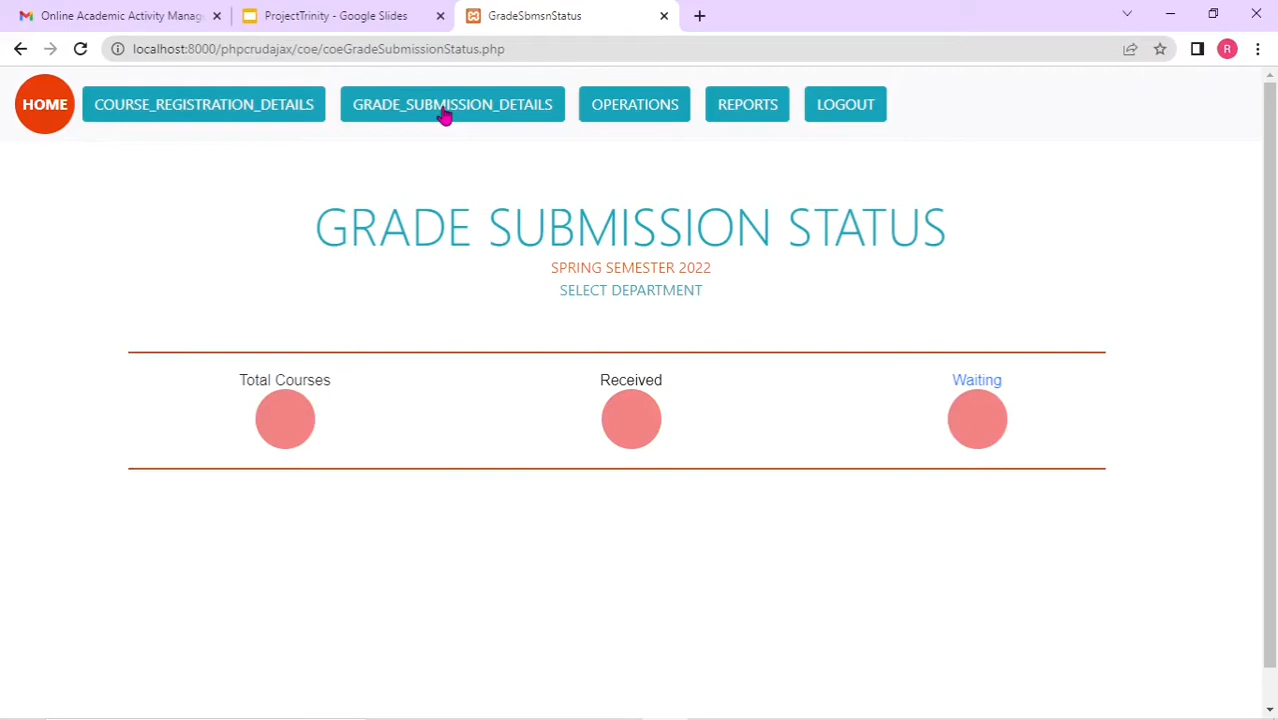 Online Academic Activity Manag
ProjectTrinity - Google Slides
GradeSbmsnStatus
localhost:8000/phpcrudajax/coe/coeGradeSubmissionStatus.php
R
HOME
COURSE_REGISTRATION_DETAILS
GRADE_SUBMISSION_DETAILS
OPERATIONS
REPORTS
LOGOUT
GRADE SUBMISSION STATUS
SPRING SEMESTER 2022
SELECT DEPARTMENT
Total Courses
Received
Waiting